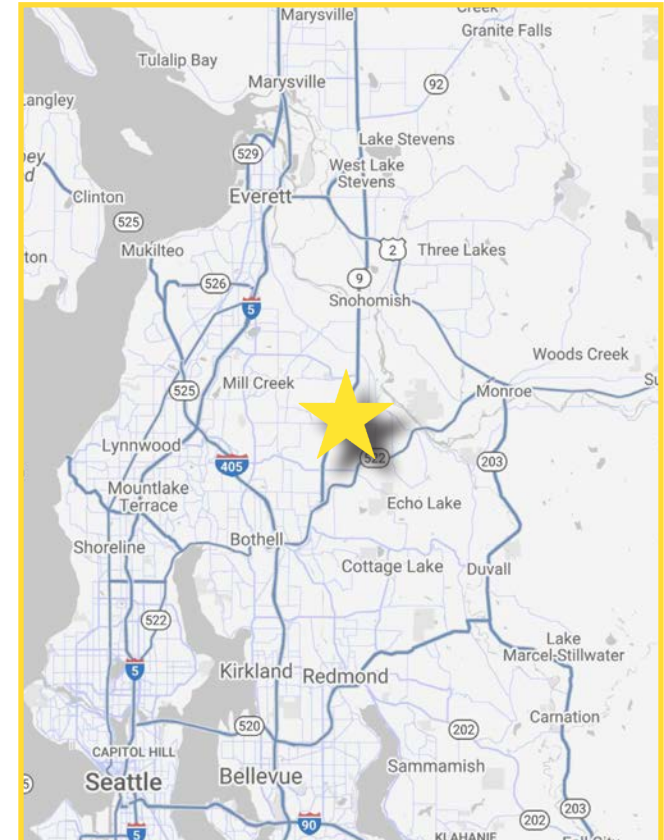 Marysville
Creek
Granite Falls
Tulalip Bay
Marysville
92
Langley
529
Lake Stevens
West Lake
Stevens
Clinton
Everett
525
Mukilteo
2
Three Lakes
526
9
5
Snohomish
Woods Creek
525
Mill Creek
Monroe
Lynnwood
405
522
203
Mountlake
Terrace
Echo Lake
Shoreline
Bothell
Cottage Lake
Duvall
522
Lake
Marcel-Stillwater
5
Kirkland
Redmond
520
202
Carnation
CAPITOL HILL
Sammamish
Seattle
Bellevue
5
90
KLAHANIE
202
203
Fall City